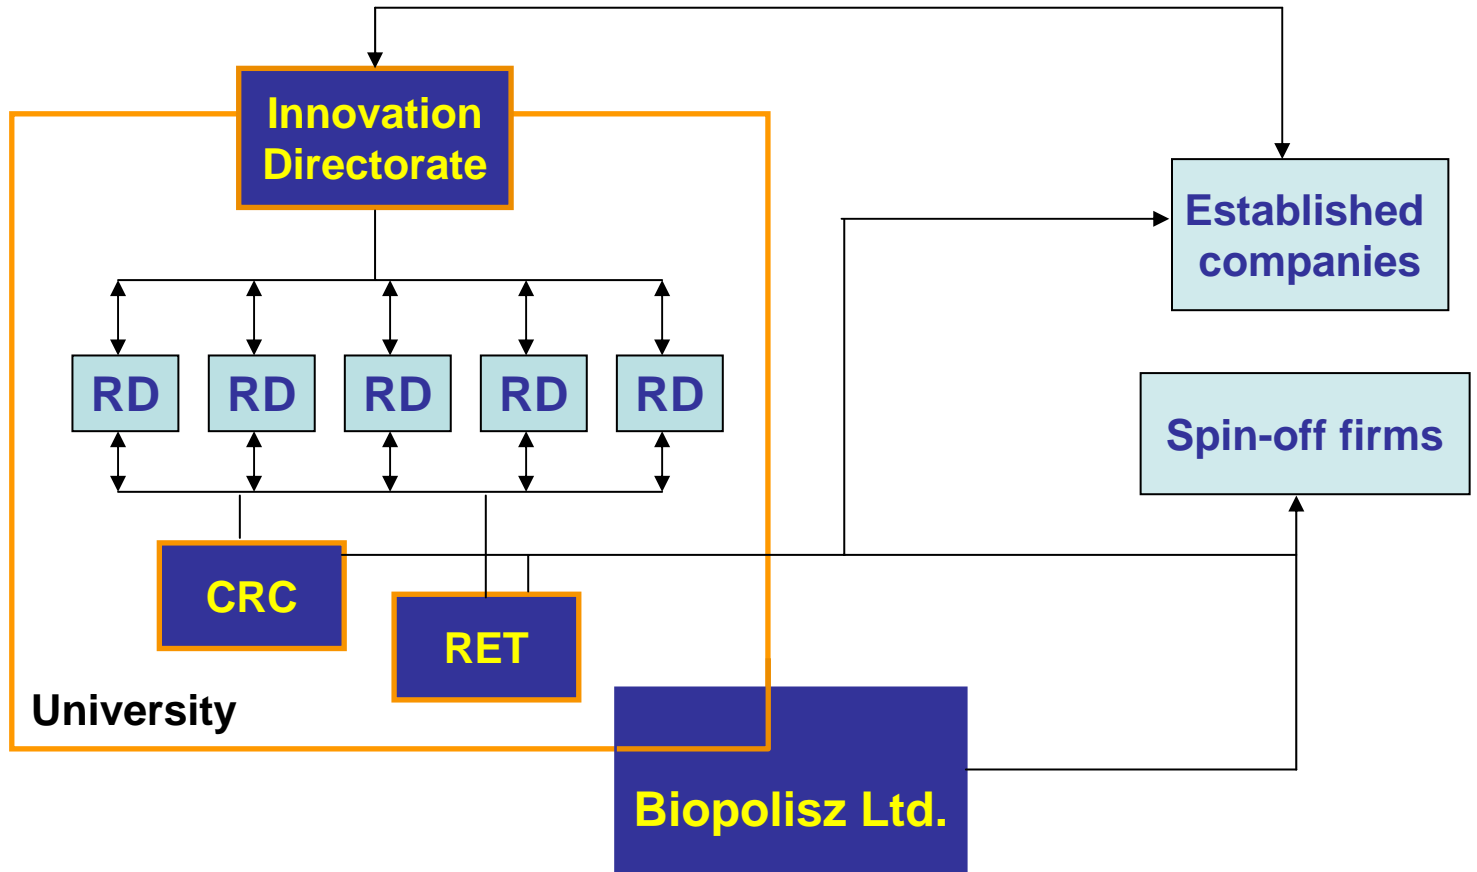 Innovation
Directorate
Established
companies
RD
RD
RD
RD
RD
Spin-off firms
CRC
RET
University
Biopolisz Ltd.